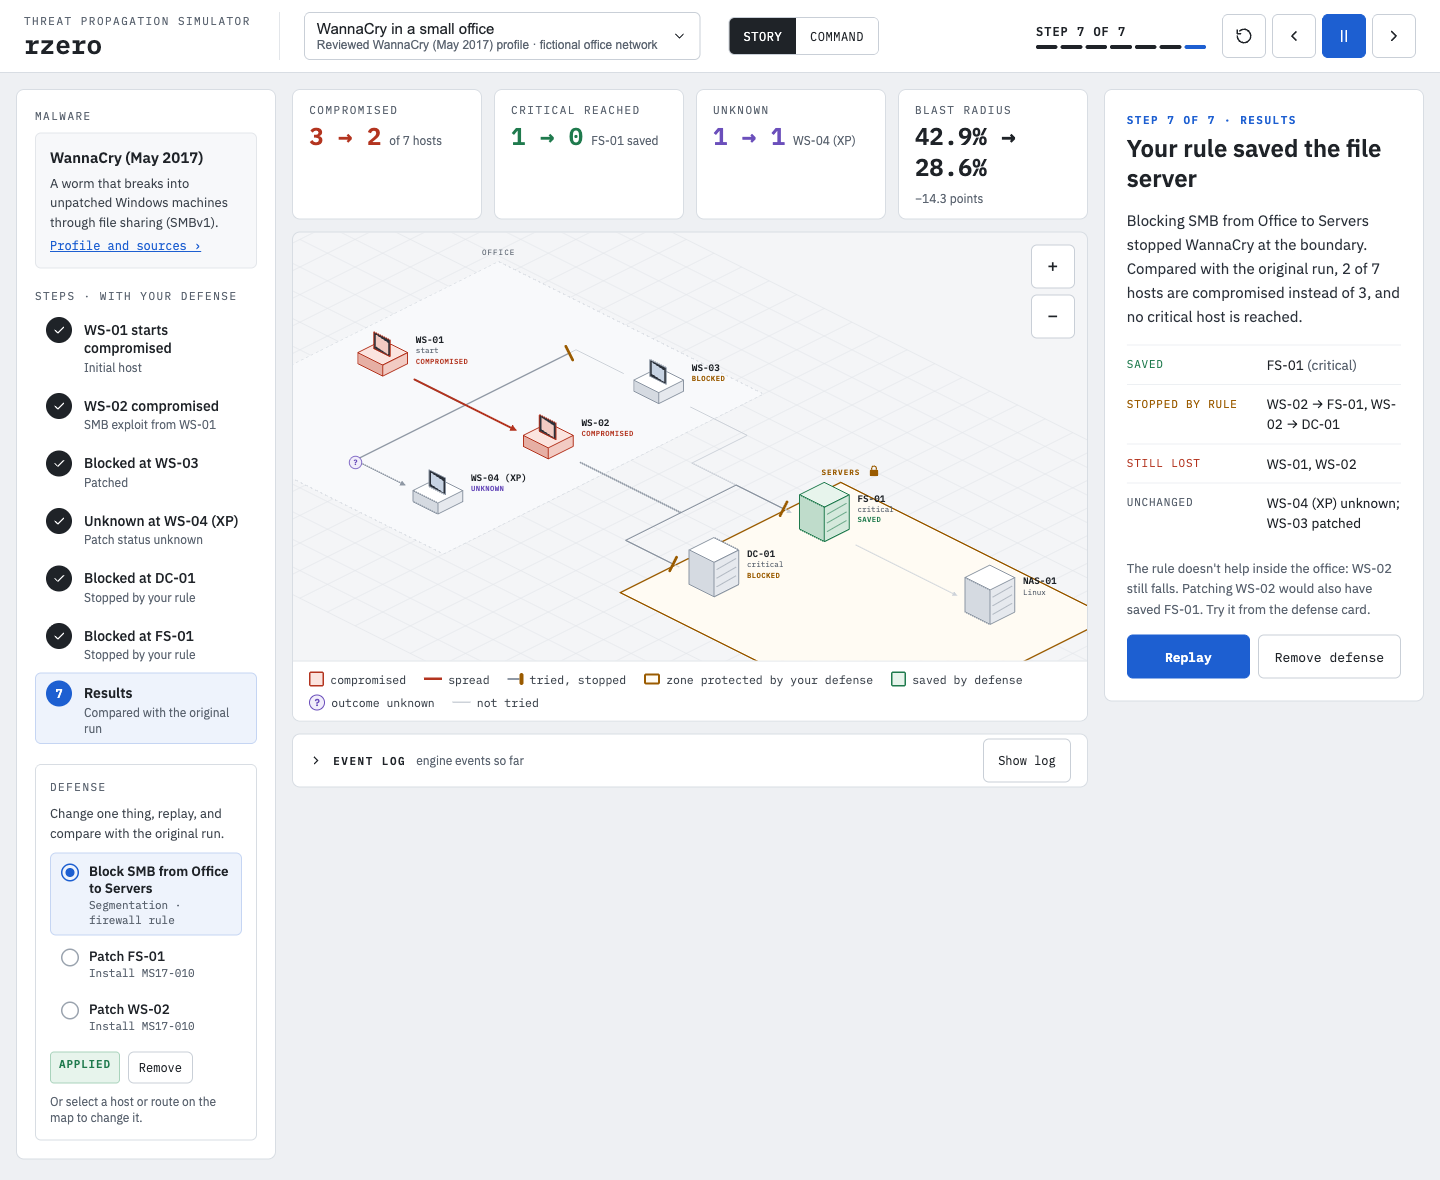 THREAT PROPAGATION SIMULATOR
rzero
WannaCry in a small office
Reviewed WannaCry (May 2017) profile · fictional office network
STORY
COMMAND
STEP 7 OF 7
MALWARE
WannaCry (May 2017)
A worm that breaks into
unpatched Windows machines
through file sharing (SMBv1).
Profile and sources ›
STEPS · WITH YOUR DEFENSE
WS-01 starts
compromised
Initial host
WS-02 compromised
SMB exploit from WS-01
Blocked at WS-03
Patched
Unknown at WS-04 (XP)
Patch status unknown
Blocked at DC-01
Stopped by your rule
Blocked at FS-01
Stopped by your rule
7
Results
Compared with the original
run
DEFENSE
Change one thing, replay, and
compare with the original run.
Block SMB from Office
to Servers
Segmentation ·
firewall rule
Patch FS-01
Install MS17-010
Patch WS-02
Install MS17-010
APPLIED
Remove
Or select a host or route on the
map to change it.
COMPROMISED
3 → 2 of 7 hosts
CRITICAL REACHED
1 → 0 FS-01 saved
UNKNOWN
1 → 1 WS-04 (XP)
BLAST RADIUS
42.9% →
28.6%
−14.3 points
OFFICE
WS-01
start
COMPROMISED
WS-03
BLOCKED
WS-02
COMPROMISED
?
WS-04 (XP)
UNKNOWN
SERVERS
FS-01
critical
SAVED
DC-01
critical
BLOCKED
NAS-01
Linux
+
−
compromised
spread
tried, stopped
zone protected by your defense
saved by defense
? outcome unknown
not tried
EVENT LOG engine events so far
Show log
STEP 7 OF 7 · RESULTS
Your rule saved the file
server
Blocking SMB from Office to Servers
stopped WannaCry at the boundary.
Compared with the original run, 2 of 7
hosts are compromised instead of 3, and
no critical host is reached.
SAVED
FS-01 (critical)
STOPPED BY RULE
WS-02 → FS-01, WS-
02 → DC-01
STILL LOST
WS-01, WS-02
UNCHANGED
WS-04 (XP) unknown;
WS-03 patched
The rule doesn't help inside the office: WS-02
still falls. Patching WS-02 would also have
saved FS-01. Try it from the defense card.
Replay
Remove defense